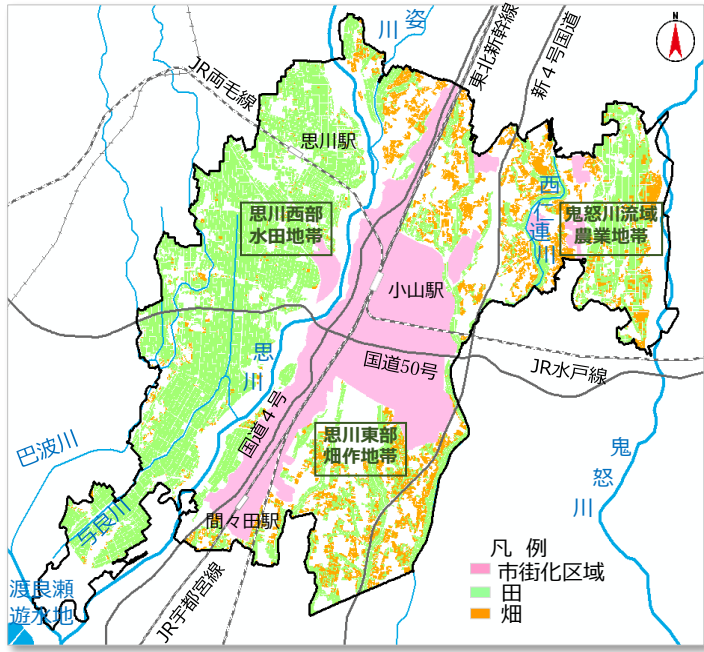 N
姿
川
東北新幹線
新4号国道
JR両毛線
思川駅
思川西部
水田地帯
西仁連川
鬼怒川流域
農業地帯
小山駅
思川
国道50号
JR水戸線
国道4号
思川東部
畑作地帯
巴波川
鬼怒川
与良川
間々田駅
渡良瀬
遊水地
JR宇都宮線
凡 例
市街化区域
田
畑